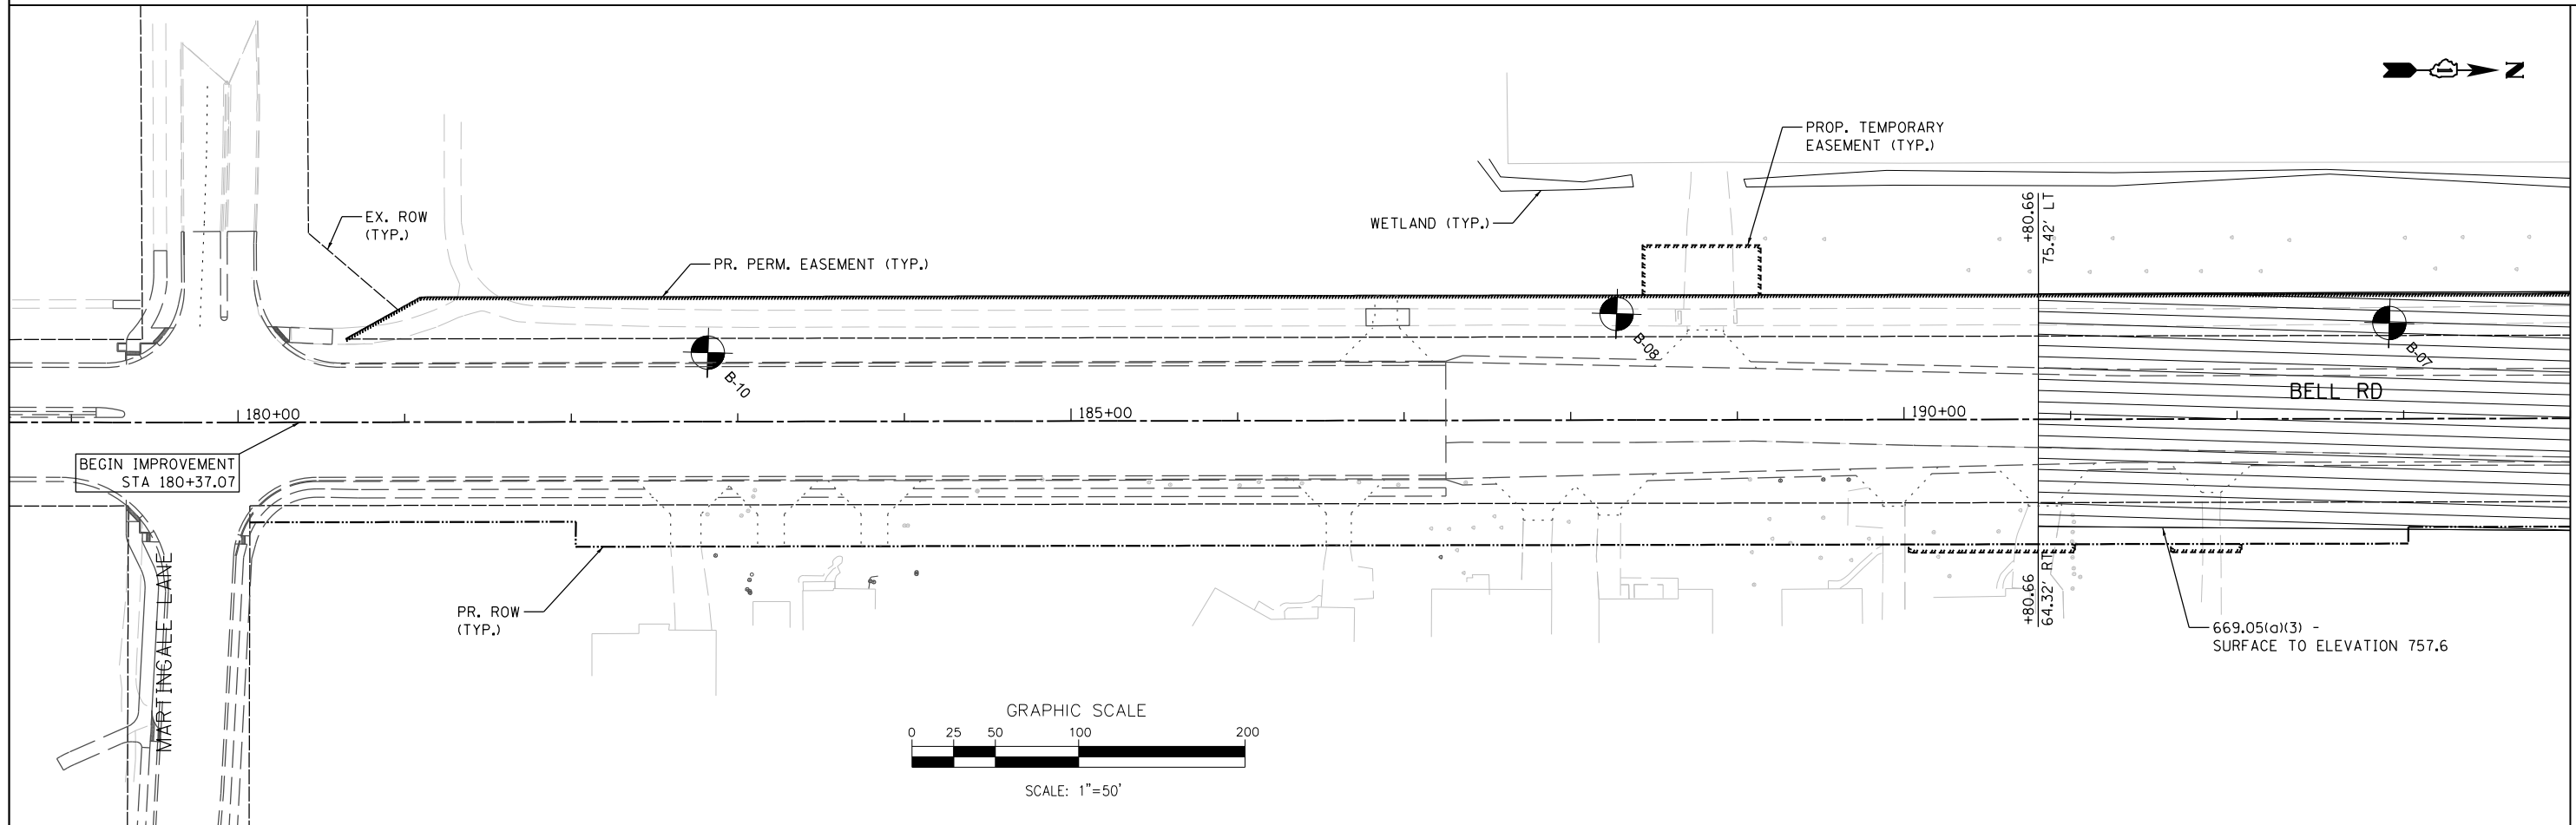 N
PROP. TEMPORARY
EASEMENT (TYP.)
EX. ROW
(TYP.)
WETLAND (TYP.)
+80.66
75.42' LT
PR. PERM. EASEMENT (TYP.)
B-10
B-08
B-07
BELL RD
180+00
185+00
190+00
BEGIN IMPROVEMENT
STA 180+37.07
MARTINGALE LANE
PR. ROW
(TYP.)
+80.66
64.32' RT
669.05(a)(3) -
SURFACE TO ELEVATION 757.6
GRAPHIC SCALE
0 25 50 100 200
SCALE: 1"=50'